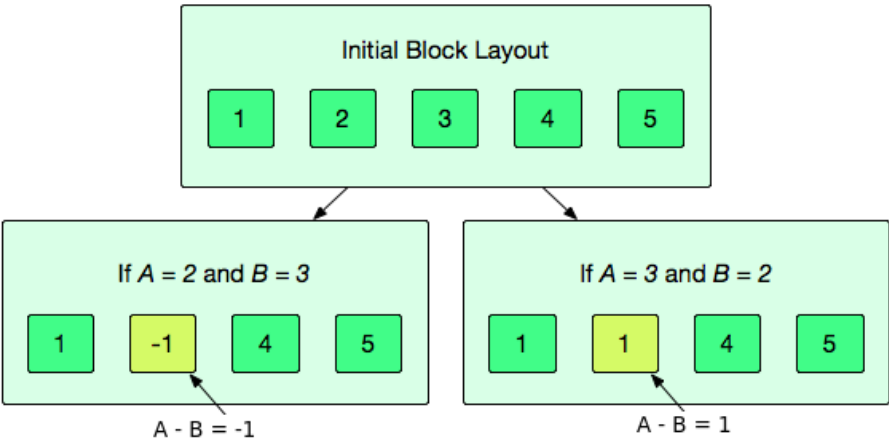 Initial Block Layout
1 2 3 4 5
If A = 2 and B = 3
1 -1 4 5
A - B = -1
If A = 3 and B = 2
1 1 4 5
A - B = 1